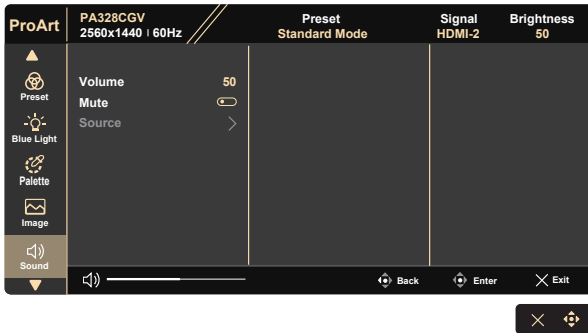 ProArt
PA328CGV
2560x1440 | 60Hz
Preset
Standard Mode
Signal
HDMI-2
Brightness
50
Preset
Blue Light
Palette
Image
Sound
Volume 50
Mute
Source
Back Enter Exit